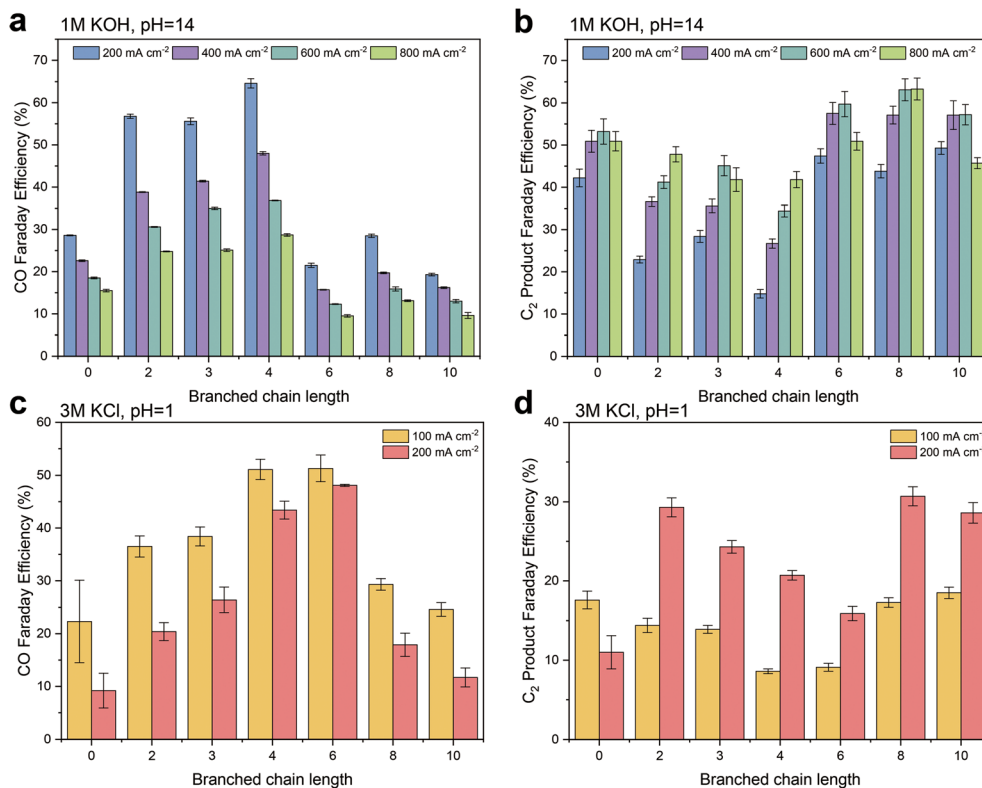 a
1M KOH, pH=14
200 mA cm⁻² 400 mA cm⁻² 600 mA cm⁻² 800 mA cm⁻²
CO Faraday Efficiency (%)
70
60
50
40
30
20
10
0
0 2 3 4 6 8 10
Branched chain length
b
1M KOH, pH=14
200 mA cm⁻² 400 mA cm⁻² 600 mA cm⁻² 800 mA cm⁻²
C₂ Product Faraday Efficiency (%)
70
60
50
40
30
20
10
0
0 2 3 4 6 8 10
Branched chain length
c
3M KCl, pH=1
100 mA cm⁻²
200 mA cm⁻²
CO Faraday Efficiency (%)
60
50
40
30
20
10
0
0 2 3 4 6 8 10
Branched chain length
d
3M KCl, pH=1
100 mA cm⁻²
200 mA cm⁻
C₂ Product Faraday Efficiency (%)
40
30
20
10
0
0 2 3 4 6 8 10
Branched chain length